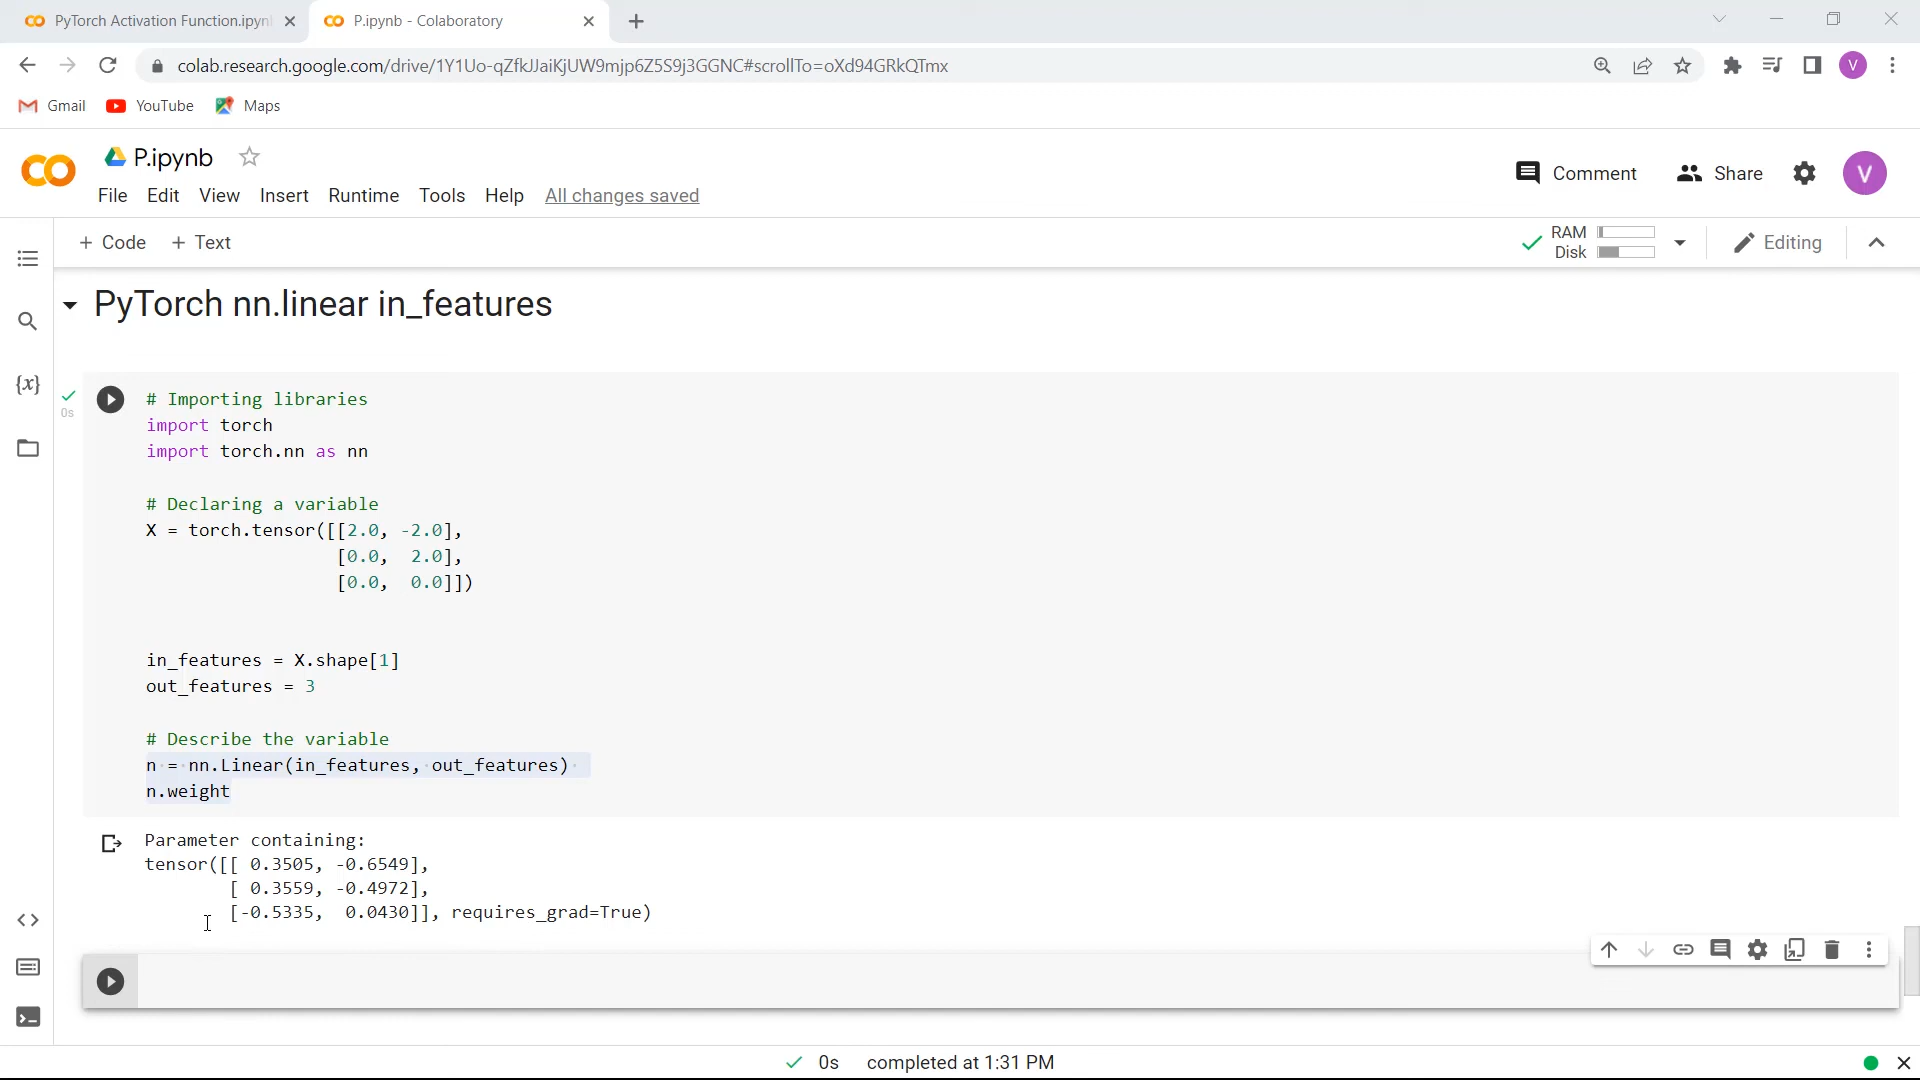 PyTorch Activation Function.ipyn
P.ipynb - Colaboratory
colab.research.google.com/drive/1Y1Uo-qZfkJJaiKjUW9mjp6Z5S9j3GGNC#scrollTo=oXd94GRkQTmx
V
Gmail YouTube Maps
P.ipynb
Comment Share V
File Edit View Insert Runtime Tools Help All changes saved
+ Code + Text
RAM
Disk
Editing
PyTorch nn.linear in_features
{x}
0s
# Importing libraries
import torch
import torch.nn as nn
# Declaring a variable
X = torch.tensor([[2.0, -2.0],
[0.0, 2.0],
[0.0, 0.0]])
in_features = X.shape[1]
out_features = 3
# Describe the variable
n = nn.Linear(in_features, out_features)
n.weight
Parameter containing:
tensor([[ 0.3505, -0.6549],
[ 0.3559, -0.4972],
[-0.5335, 0.0430]], requires_grad=True)
0s completed at 1:31 PM